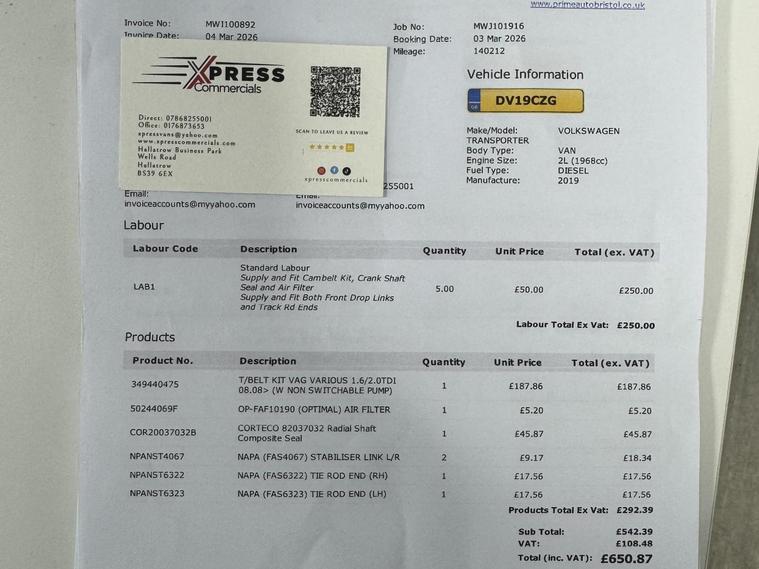 www.primeautobristol.co.uk
Invoice No: MWJ100892
Job No: MWJ101916
Invoice Date: 04 Mar 2026
Booking Date: 03 Mar 2026
Mileage: 140212
XPRESS
Commercials
Direct: 07868255001
Office: 0176873653
xpressvans@yahoo.com
www.xpresscommercials.com
Hallatrow Business Park
Wells Road
Hallatrow
BS39 6EX
SCAN TO LEAVE US A REVIEW
xpresscommercials
Vehicle Information
GB DV19CZG
Make/Model: VOLKSWAGEN
TRANSPORTER
Body Type: VAN
Engine Size: 2L (1968cc)
Fuel Type: DIESEL
Manufacture: 2019
255001
Email: Email:
invoiceaccounts@myyahoo.com invoiceaccounts@myyahoo.com
Labour
Labour Code Description Quantity Unit Price Total (ex. VAT)
Standard Labour
Supply and Fit Cambelt Kit, Crank Shaft
Seal and Air Filter
LAB1 5.00 £50.00 £250.00
Supply and Fit Both Front Drop Links
and Track Rd Ends
Labour Total Ex Vat: £250.00
Products
Product No. Description Quantity Unit Price Total (ex. VAT)
349440475 T/BELT KIT VAG VARIOUS 1.6/2.0TDI 1 £187.86 £187.86
08.08> (W NON SWITCHABLE PUMP)
50244069F OP-FAF10190 (OPTIMAL) AIR FILTER 1 £5.20 £5.20
COR20037032B CORTECO 82037032 Radial Shaft 1 £45.87 £45.87
Composite Seal
NPANST4067 NAPA (FAS4067) STABILISER LINK L/R 2 £9.17 £18.34
NPANST6322 NAPA (FAS6322) TIE ROD END (RH) 1 £17.56 £17.56
NPANST6323 NAPA (FAS6323) TIE ROD END (LH) 1 £17.56 £17.56
Products Total Ex Vat: £292.39
Sub Total: £542.39
VAT: £108.48
Total (inc. VAT): £650.87